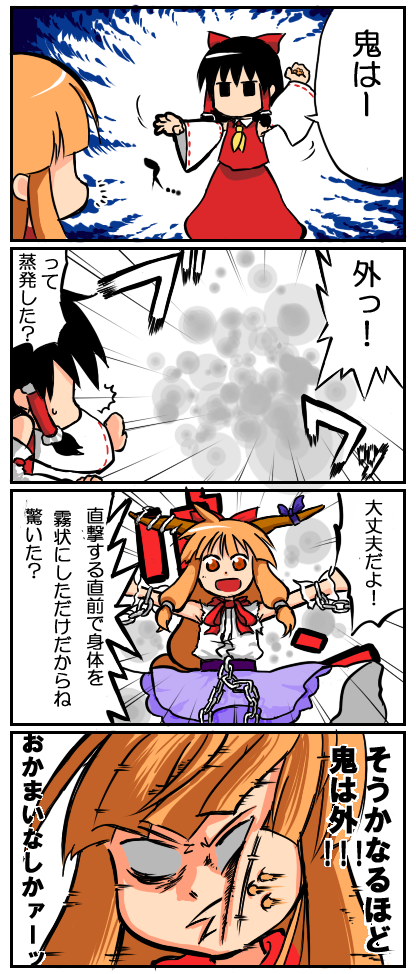 鬼はー
外っ！
って
蒸発した？
大丈夫だよ！
直撃する直前で身体を
霧状にしただけだからね
驚いた？
そうかなるほど
鬼は外！！！
おかまいなしかァーッ